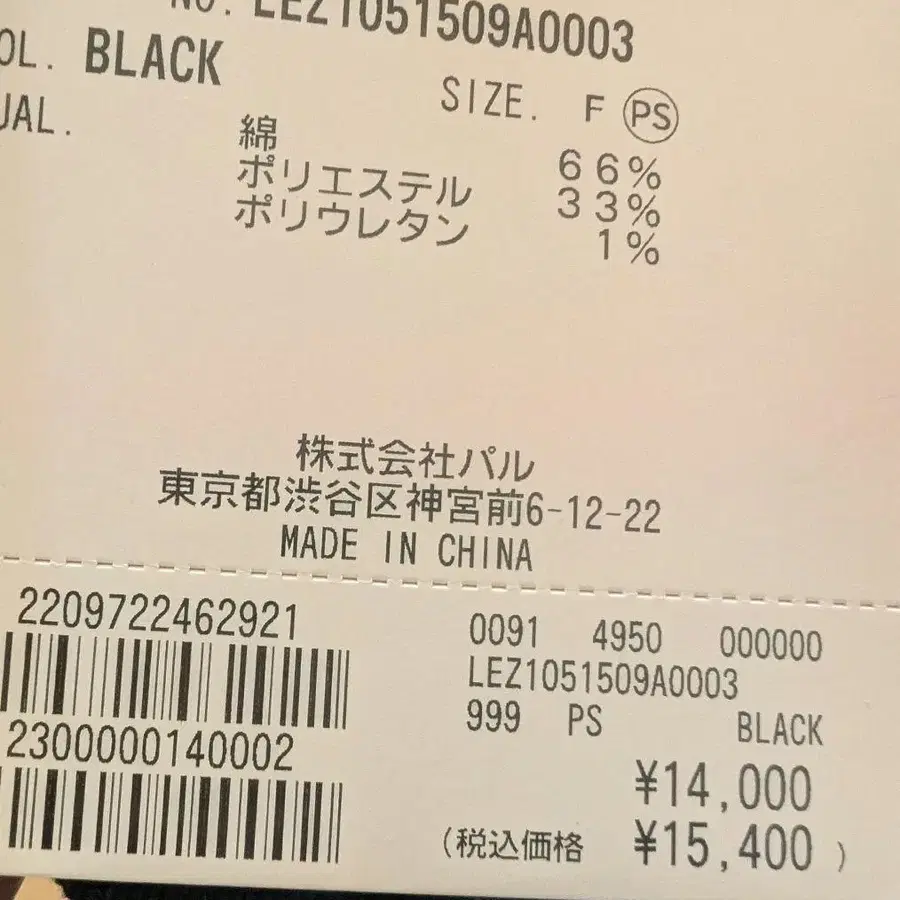 NO. LEZ1051509A0003
OL. BLACK
SIZE. F PS
UAL.
綿 66%
ポリエステル 33%
ポリウレタン 1%
株式会社パル
東京都渋谷区神宮前6-12-22
MADE IN CHINA
2209722462921
0091 4950 000000
LEZ1051509A0003
999 PS BLACK
2300000140002
¥14,000
(税込価格 ¥15,400 )